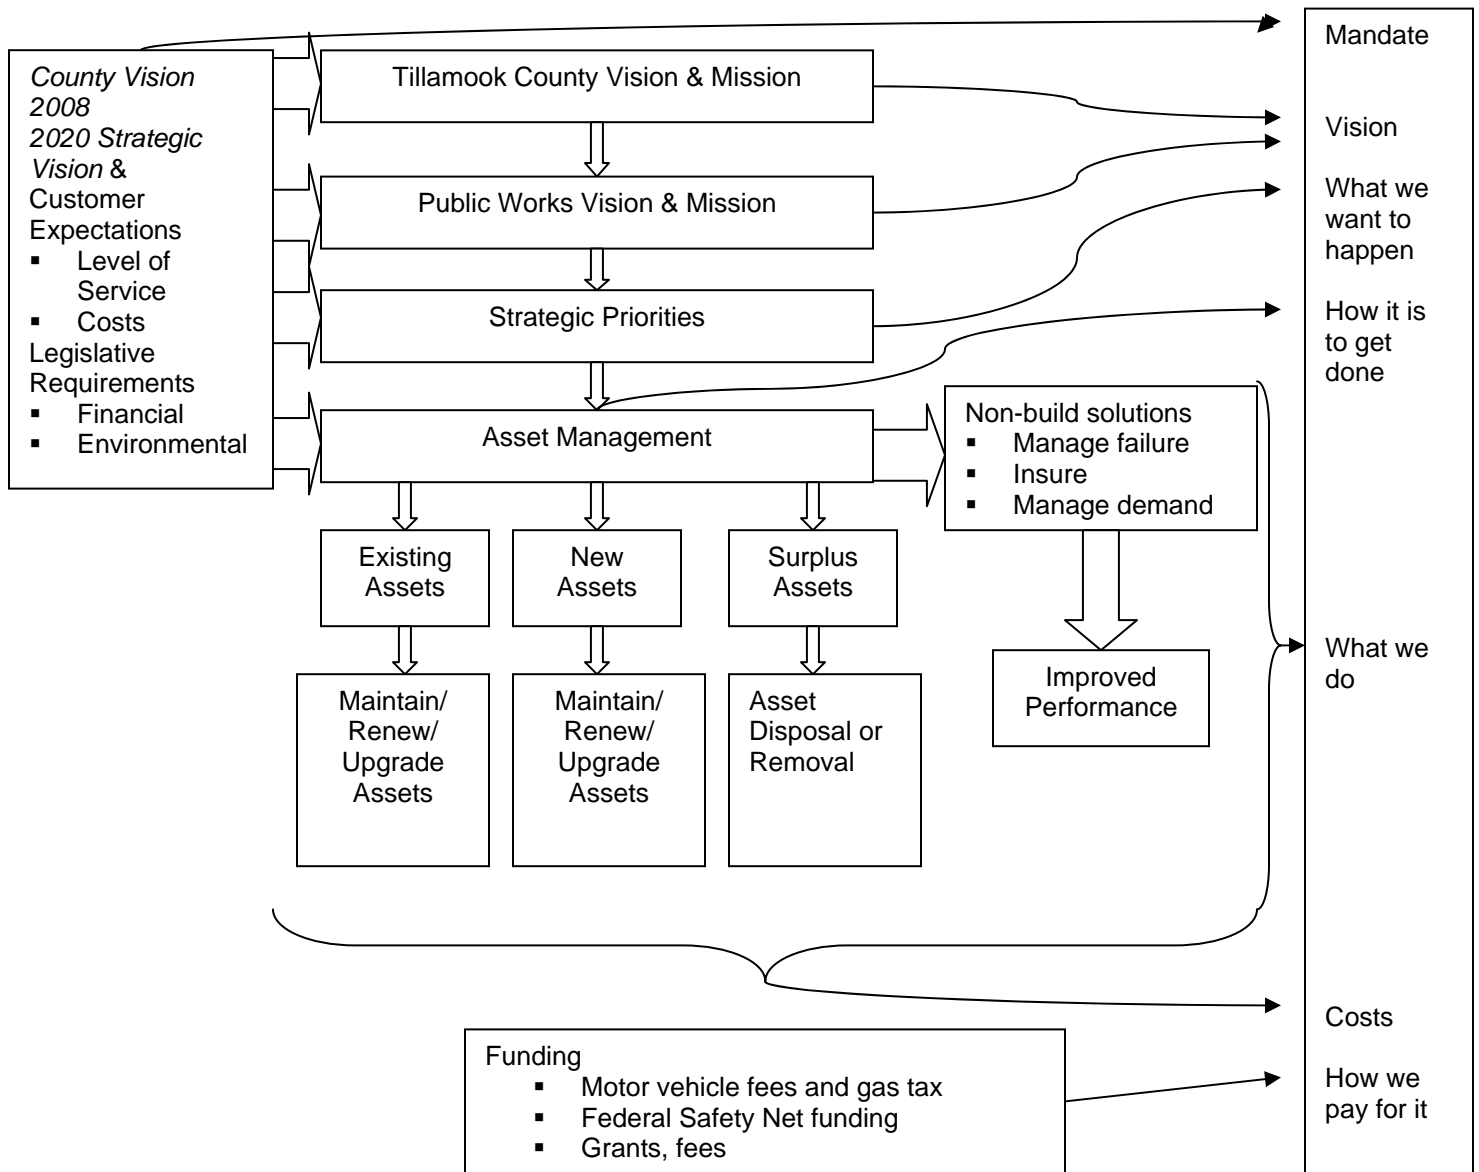 County Vision
2008
2020 Strategic
Vision &
Customer
Expectations
▪ Level of
Service
▪ Costs
Legislative
Requirements
▪ Financial
▪ Environmental
Tillamook County Vision & Mission
Public Works Vision & Mission
Strategic Priorities
Asset Management
Non-build solutions
▪ Manage failure
▪ Insure
▪ Manage demand
Existing
Assets
New
Assets
Surplus
Assets
Maintain/
Renew/
Upgrade
Assets
Maintain/
Renew/
Upgrade
Assets
Asset
Disposal or
Removal
Improved
Performance
Funding
▪ Motor vehicle fees and gas tax
▪ Federal Safety Net funding
▪ Grants, fees
Mandate
Vision
What we
want to
happen
How it is
to get
done
What we
do
Costs
How we
pay for it